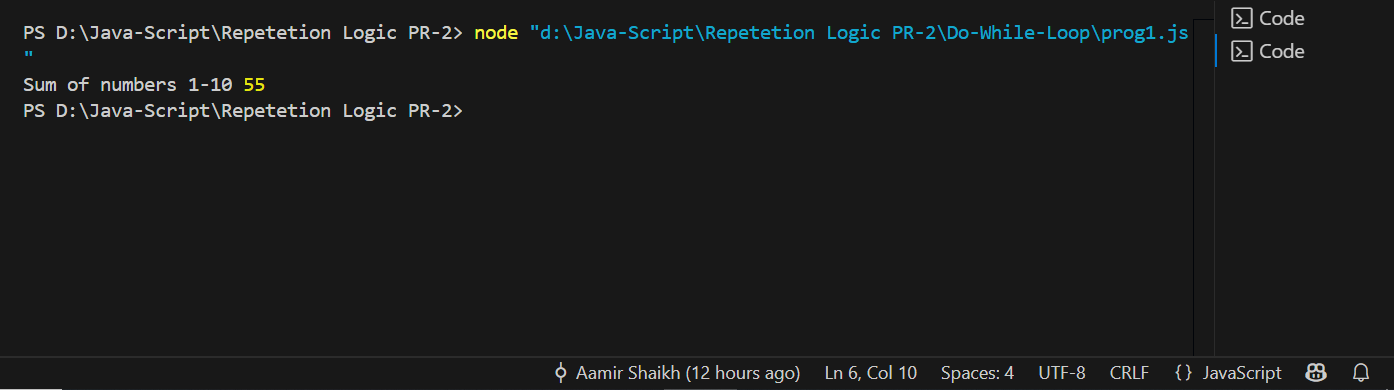 PS D:\Java-Script\Repetetion Logic PR-2> node "d:\Java-Script\Repetetion Logic PR-2\Do-While-Loop\prog1.js
"
Sum of numbers 1-10 55
PS D:\Java-Script\Repetetion Logic PR-2>
Code
Code
Aamir Shaikh (12 hours ago) Ln 6, Col 10 Spaces: 4 UTF-8 CRLF {} JavaScript